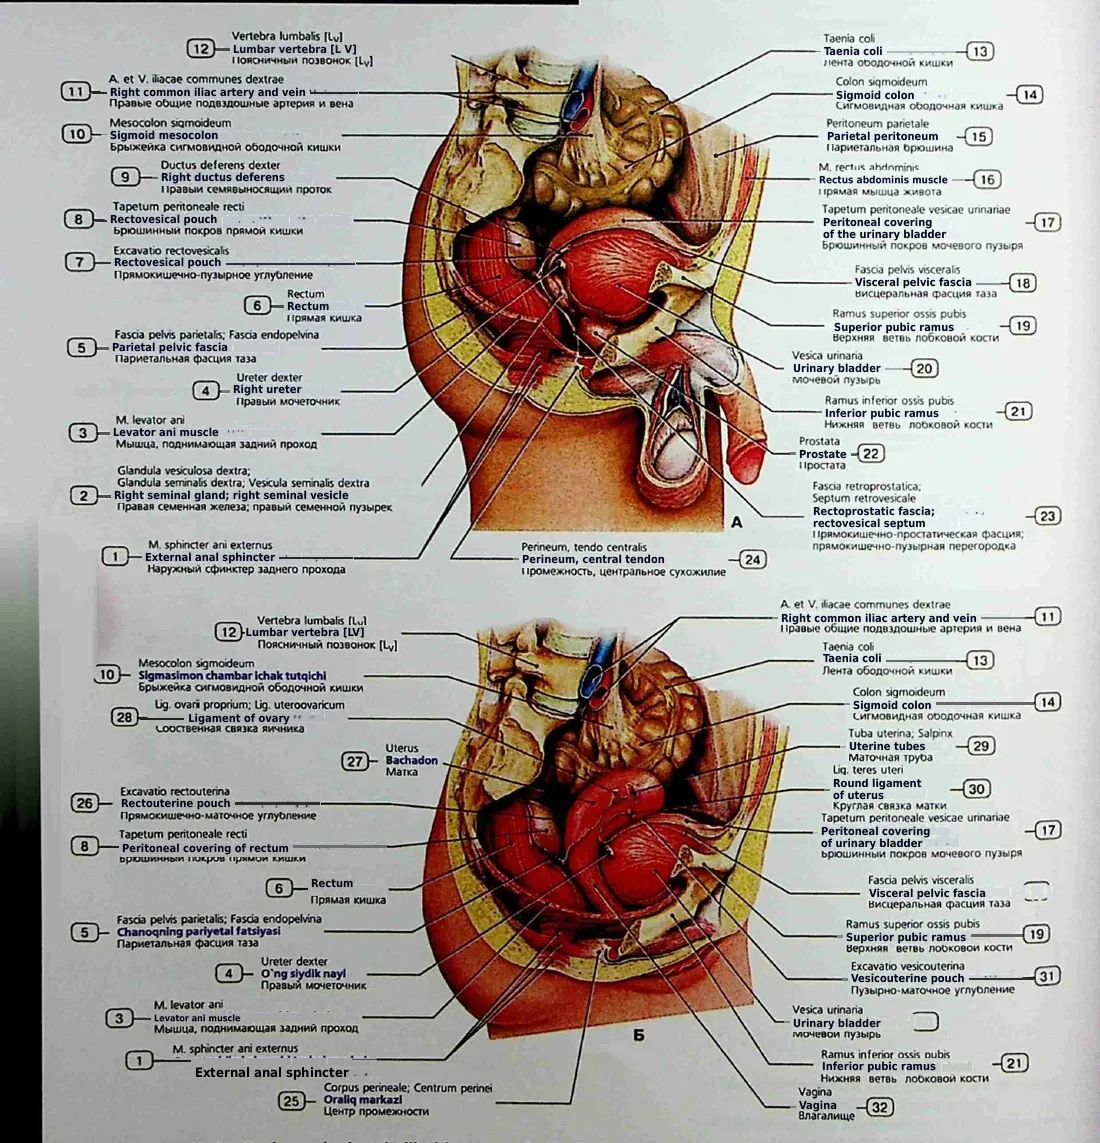 Vertebra lumbalis [Lᵥ]
12 Lumbar vertebra [L V]
Поясничный позвонок [Lᵥ]
A. et V. iliacae communes dextrae
11 Right common iliac artery and vein
Правые общие подвздошные артерия и вена
Mesocolon sigmoideum
10 Sigmoid mesocolon
Брыжейка сигмовидной ободочной кишки
Ductus deferens dexter
9 Right ductus deferens
Правый семявыносящий проток
Tapetum peritoneale recti
8 Rectovesical pouch
Брюшинный покров прямой кишки
Excavatio rectovesicalis
7 Rectovesical pouch
Прямокишечно-пузырное углубление
Rectum
6 Rectum
Прямая кишка
Fascia pelvis parietalis; Fascia endopelvina
5 Parietal pelvic fascia
Париетальная фасция таза
Ureter dexter
4 Right ureter
Правый мочеточник
M. levator ani
3 Levator ani muscle
Мышца, поднимающая задний проход
Glandula vesiculosa dextra;
Glandula seminalis dextra; Vesicula seminalis dextra
2 Right seminal gland; right seminal vesicle
Правая семенная железа; правый семенной пузырек
M. sphincter ani externus
1 External anal sphincter
Наружный сфинктер заднего прохода
Taenia coli
Taenia coli 13
Лента ободочной кишки
Colon sigmoideum
Sigmoid colon 14
Сигмовидная ободочная кишка
Peritoneum parietale
Parietal peritoneum 15
Париетальная брюшина
M. rectus abdominis
Rectus abdominis muscle 16
Прямая мышца живота
Tapetum peritoneale vesicae urinariae
Peritoneal covering 17
of the urinary bladder
Брюшинный покров мочевого пузыря
Fascia pelvis visceralis
Visceral pelvic fascia 18
Висцеральная фасция таза
Ramus superior ossis pubis
Superior pubic ramus 19
Верхняя ветвь лобковой кости
Vesica urinaria
Urinary bladder 20
Мочевой пузырь
Ramus inferior ossis pubis
Inferior pubic ramus 21
Нижняя ветвь лобковой кости
Prostata
Prostate 22
Простата
Fascia retroprostatica;
Septum retrovesicale
Rectoprostatic fascia; 23
rectovesical septum
Прямокишечно-простатическая фасция;
прямокишечно-пузырная перегородка
А
Perineum, tendo centralis
Perineum, central tendon 24
Промежность, центральное сухожилие
Vertebra lumbalis [Lᵥ]
12 Lumbar vertebra [LV]
Поясничный позвонок [Lᵥ]
Mesocolon sigmoideum
10 Sigmasimon chambar ichak tutqichi
Брыжейка сигмовидной ободочной кишки
Lig. ovarii proprium; Lig. uteroovaricum
28 Ligament of ovary
Собственная связка яичника
Uterus
27 Bachadon
Матка
Excavatio rectouterina
26 Rectouterine pouch
Прямокишечно-маточное углубление
Tapetum peritoneale recti
8 Peritoneal covering of rectum
Брюшинный покров прямой кишки
6 Rectum
Прямая кишка
Fascia pelvis parietalis; Fascia endopelvina
5 Chanoqning pariyetal fatsiyasi
Париетальная фасция таза
Ureter dexter
4 O'ng siydik nayi
Правый мочеточник
M. levator ani
3 Levator ani muscle
Мышца, поднимающая задний проход
M. sphincter ani externus
1
External anal sphincter
Corpus perineale; Centrum perinei
25 Oraliq markazi
Центр промежности
A. et V. iliacae communes dextrae
Right common iliac artery and vein 11
Правые общие подвздошные артерия и вена
Taenia coli
Taenia coli 13
Лента ободочной кишки
Colon sigmoideum
Sigmoid colon 14
Сигмовидная ободочная кишка
Tuba uterina; Salpinx
Uterine tubes 29
Маточная труба
Lig. teres uteri
Round ligament 30
of uterus
Круглая связка матки
Tapetum peritoneale vesicae urinariae
Peritoneal covering 17
of urinary bladder
Брюшинный покров мочевого пузыря
Fascia pelvis visceralis
Visceral pelvic fascia
Висцеральная фасция таза
Ramus superior ossis pubis
Superior pubic ramus 19
Верхняя ветвь лобковой кости
Excavatio vesicouterina
Vesicouterine pouch 31
Пузырно-маточное углубление
Vesica urinaria
Urinary bladder
Мочевой пузырь
Ramus inferior ossis pubis
Inferior pubic ramus 21
Нижняя ветвь лобковой кости
Vagina
Vagina 32
Влагалище
Б